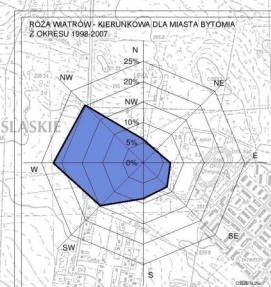 RÓŻA WIATRÓW - KIERUNKOWA DLA MIASTA BYTOMIA
Z OKRESU 1998-2007
N
25%
20%
NW
NE
NW
10%
5%
0%
ŚLĄSKIE
W
E
SW
SE
S